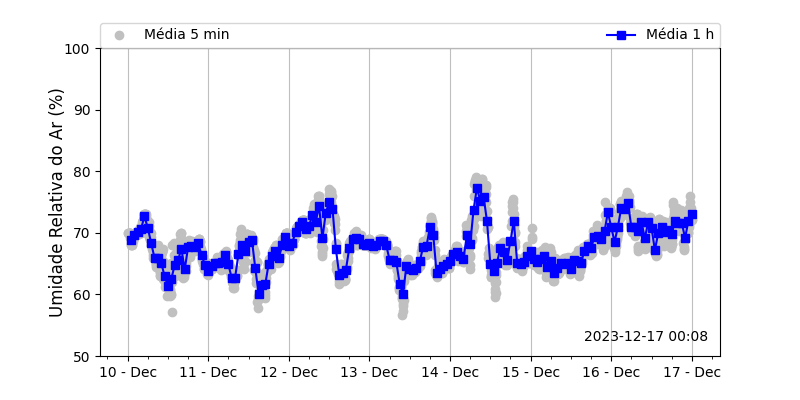 Média 5 min Média 1 h
100
90
80
70
60
50
Umidade Relativa do Ar (%)
2023-12-17 00:08
10 - Dec 11 - Dec 12 - Dec 13 - Dec 14 - Dec 15 - Dec 16 - Dec 17 - Dec